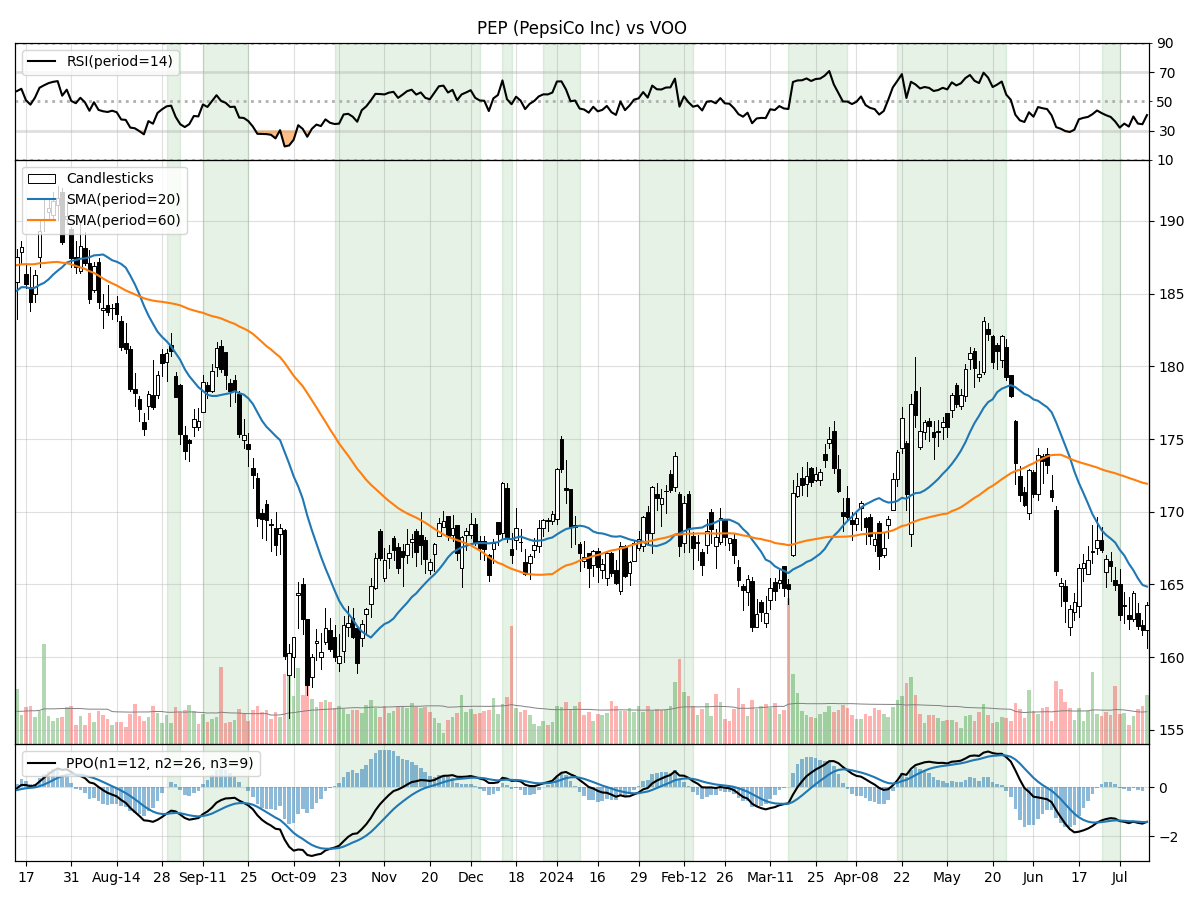 PEP (PepsiCo Inc) vs VOO
RSI(period=14)
90
70
50
30
10
Candlesticks
SMA(period=20)
SMA(period=60)
190
185
180
175
170
165
160
155
PPO(n1=12, n2=26, n3=9)
0
−2
17 31 Aug-14 28 Sep-11 25 Oct-09 23 Nov 20 Dec 18 2024 16 29 Feb-12 26 Mar-11 25 Apr-08 22 May 20 Jun 17 Jul